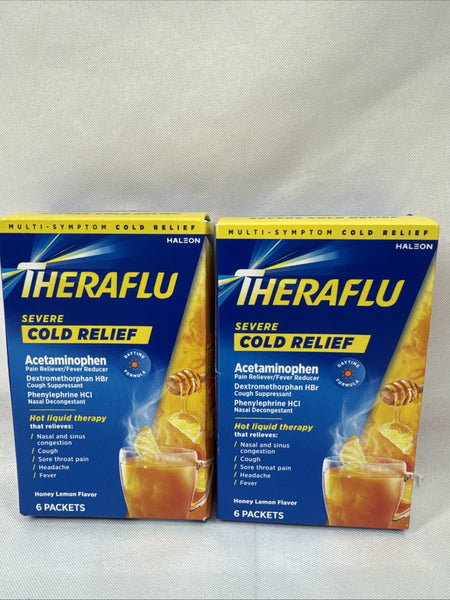 MULTI-SYMPTOM COLD RELIEF
HALEON
THERAFLU
SEVERE
COLD RELIEF
Acetaminophen
Pain Reliever/Fever Reducer
Dextromethorphan HBr
Cough Suppressant
Phenylephrine HCl
Nasal Decongestant
DAYTIME
FORMULA
Hot liquid therapy
that relieves:
Nasal and sinus
congestion
Cough
Sore throat pain
Headache
Fever
Honey Lemon Flavor
6 PACKETS
SEVERE COLD RELIEF
MULTI-SYMPTOM COLD RELIEF
HALEON
THERAFLU
SEVERE
COLD RELIEF
Acetaminophen
Pain Reliever/Fever Reducer
Dextromethorphan HBr
Cough Suppressant
Phenylephrine HCl
Nasal Decongestant
DAYTIME
FORMULA
Hot liquid therapy
that relieves:
Nasal and sinus
congestion
Cough
Sore throat pain
Headache
Fever
Honey Lemon Flavor
6 PACKETS